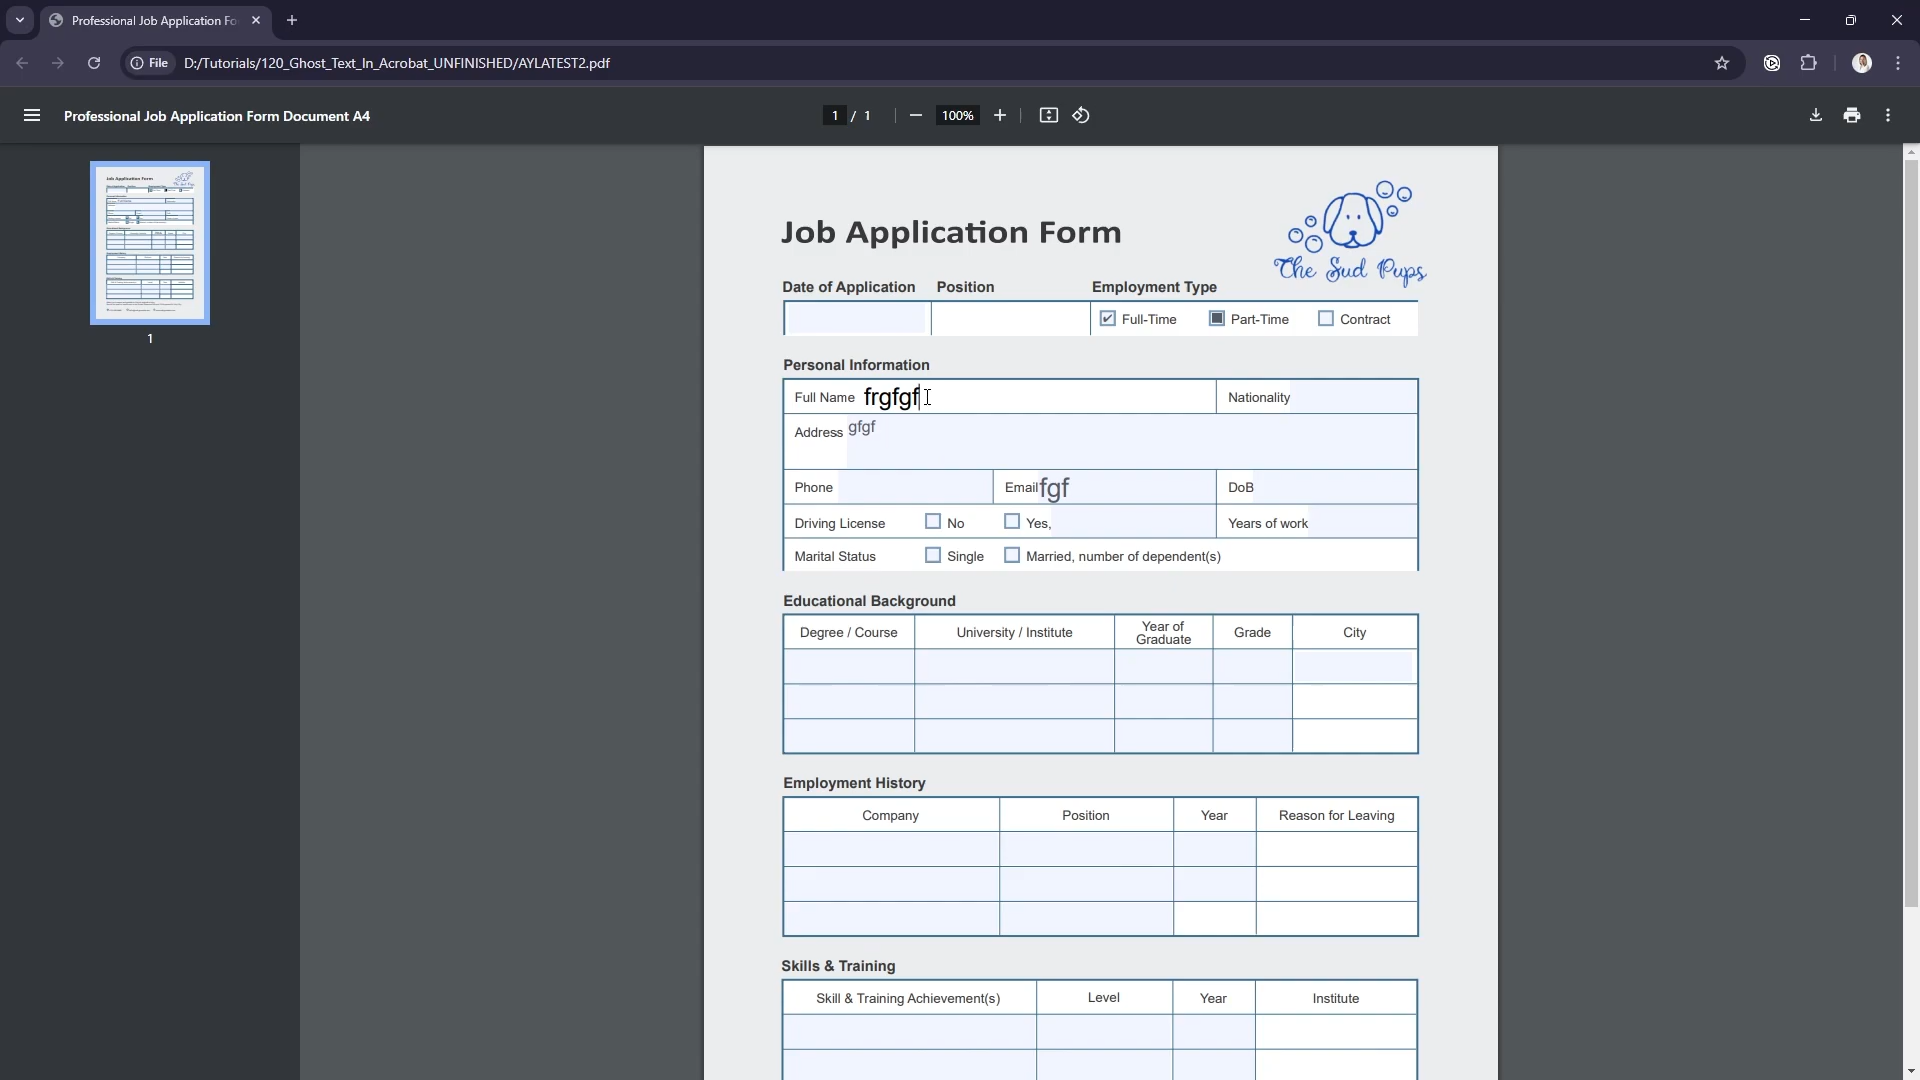 Professional Job Application Fo
File
D:/Tutorials/120_Ghost_Text_In_Acrobat_UNFINISHED/AYLATEST2.pdf
Professional Job Application Form Document A4
1 / 1
100%
1
Job Application Form
The Sud Pups
Date of Application Position Employment Type
Full-Time Part-Time Contract
Personal Information
Full Name frgfgf Nationality
Address gfgf
Phone Email fgf DoB
Driving License No Yes, Years of work
Marital Status Single Married, number of dependent(s)
Educational Background
Degree / Course University / Institute Year of Graduate Grade City
Employment History
Company Position Year Reason for Leaving
Skills & Training
Skill & Training Achievement(s) Level Year Institute